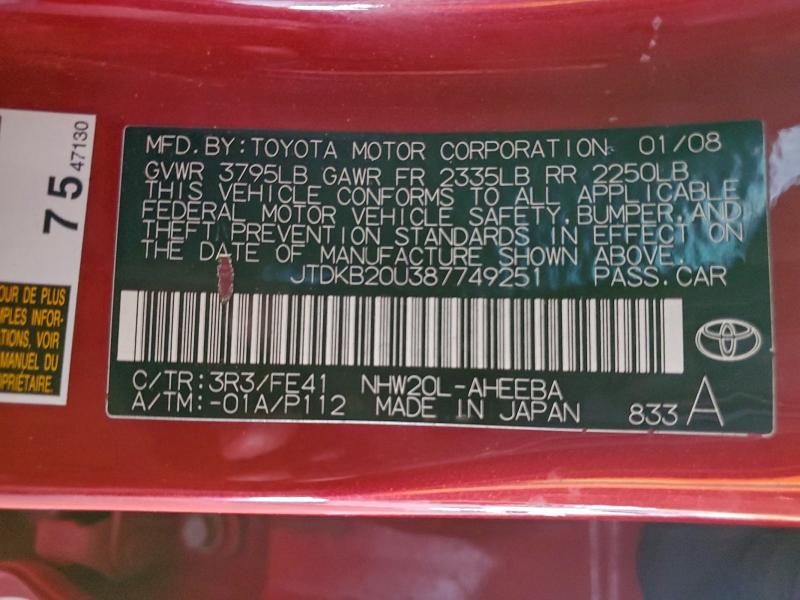 MFD. BY: TOYOTA MOTOR CORPORATION 01/08
GVWR 3795LB GAWR FR 2335LB RR 2250LB
THIS VEHICLE CONFORMS TO ALL APPLICABLE
FEDERAL MOTOR VEHICLE SAFETY, BUMPER, AND
THEFT PREVENTION STANDARDS IN EFFECT ON
THE DATE OF MANUFACTURE SHOWN ABOVE.
JTDKB20U387749251 PASS. CAR
C/TR: 3R3/FE41 NHW20L-AHEEBA
A/TM: -01A/P112 MADE IN JAPAN 833 A
75 47130
OUR DE PLUS
MPLES INFOR-
TIONS, VOIR
MANUEL DU
OPRIÉTAIRE.